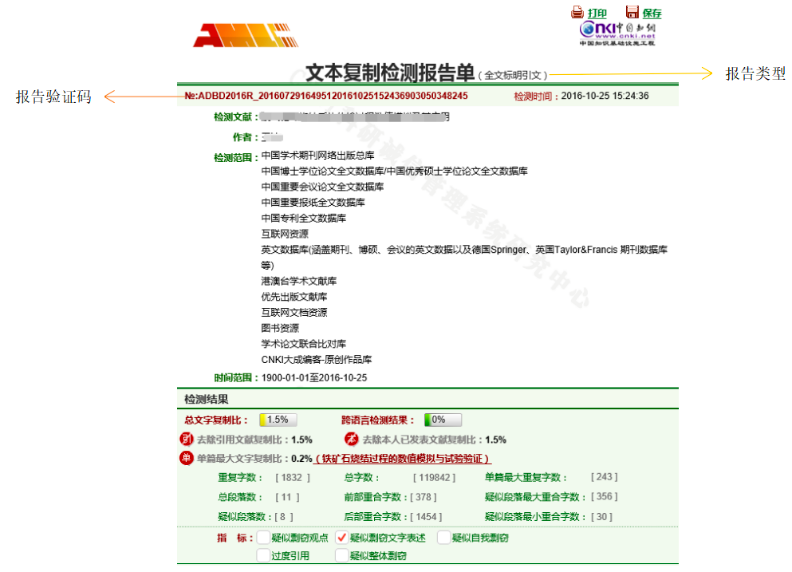 打印 保存
AMLC
CNKI中国知网
www.cnki.net
中国知识基础设施工程
文本复制检测报告单(全文标明引文)
报告类型
报告验证码
№:ADBD2016R_2016072916495120161025152436903050348245 检测时间:2016-10-25 15:24:36
检测文献:
作者:
检测范围:中国学术期刊网络出版总库
中国博士学位论文全文数据库/中国优秀硕士学位论文全文数据库
中国重要会议论文全文数据库
中国重要报纸全文数据库
中国专利全文数据库
互联网资源
英文数据库(涵盖期刊、博硕、会议的英文数据以及德国Springer、英国Taylor&Francis 期刊数据库
等)
港澳台学术文献库
优先出版文献库
互联网文档资源
图书资源
学术论文联合比对库
CNKI大成编客-原创作品库
时间范围:1900-01-01至2016-10-25
科研诚信管理系统研究中心
检测结果
总文字复制比: 1.5% 跨语言检测结果: 0%
引 去除引用文献复制比:1.5% 去除本人已发表文献复制比:1.5%
单 单篇最大文字复制比:0.2%(铁矿石烧结过程的数值模拟与试验验证)
重复字数: [1832] 总字数: [119842] 单篇最大重复字数: [243]
总段落数: [11] 前部重合字数:[378] 疑似段落最大重合字数:[356]
疑似段落数:[8] 后部重合字数:[1454] 疑似段落最小重合字数:[30]
指 标: 疑似剽窃观点 ✓ 疑似剽窃文字表述 疑似自我剽窃
过度引用 疑似整体剽窃